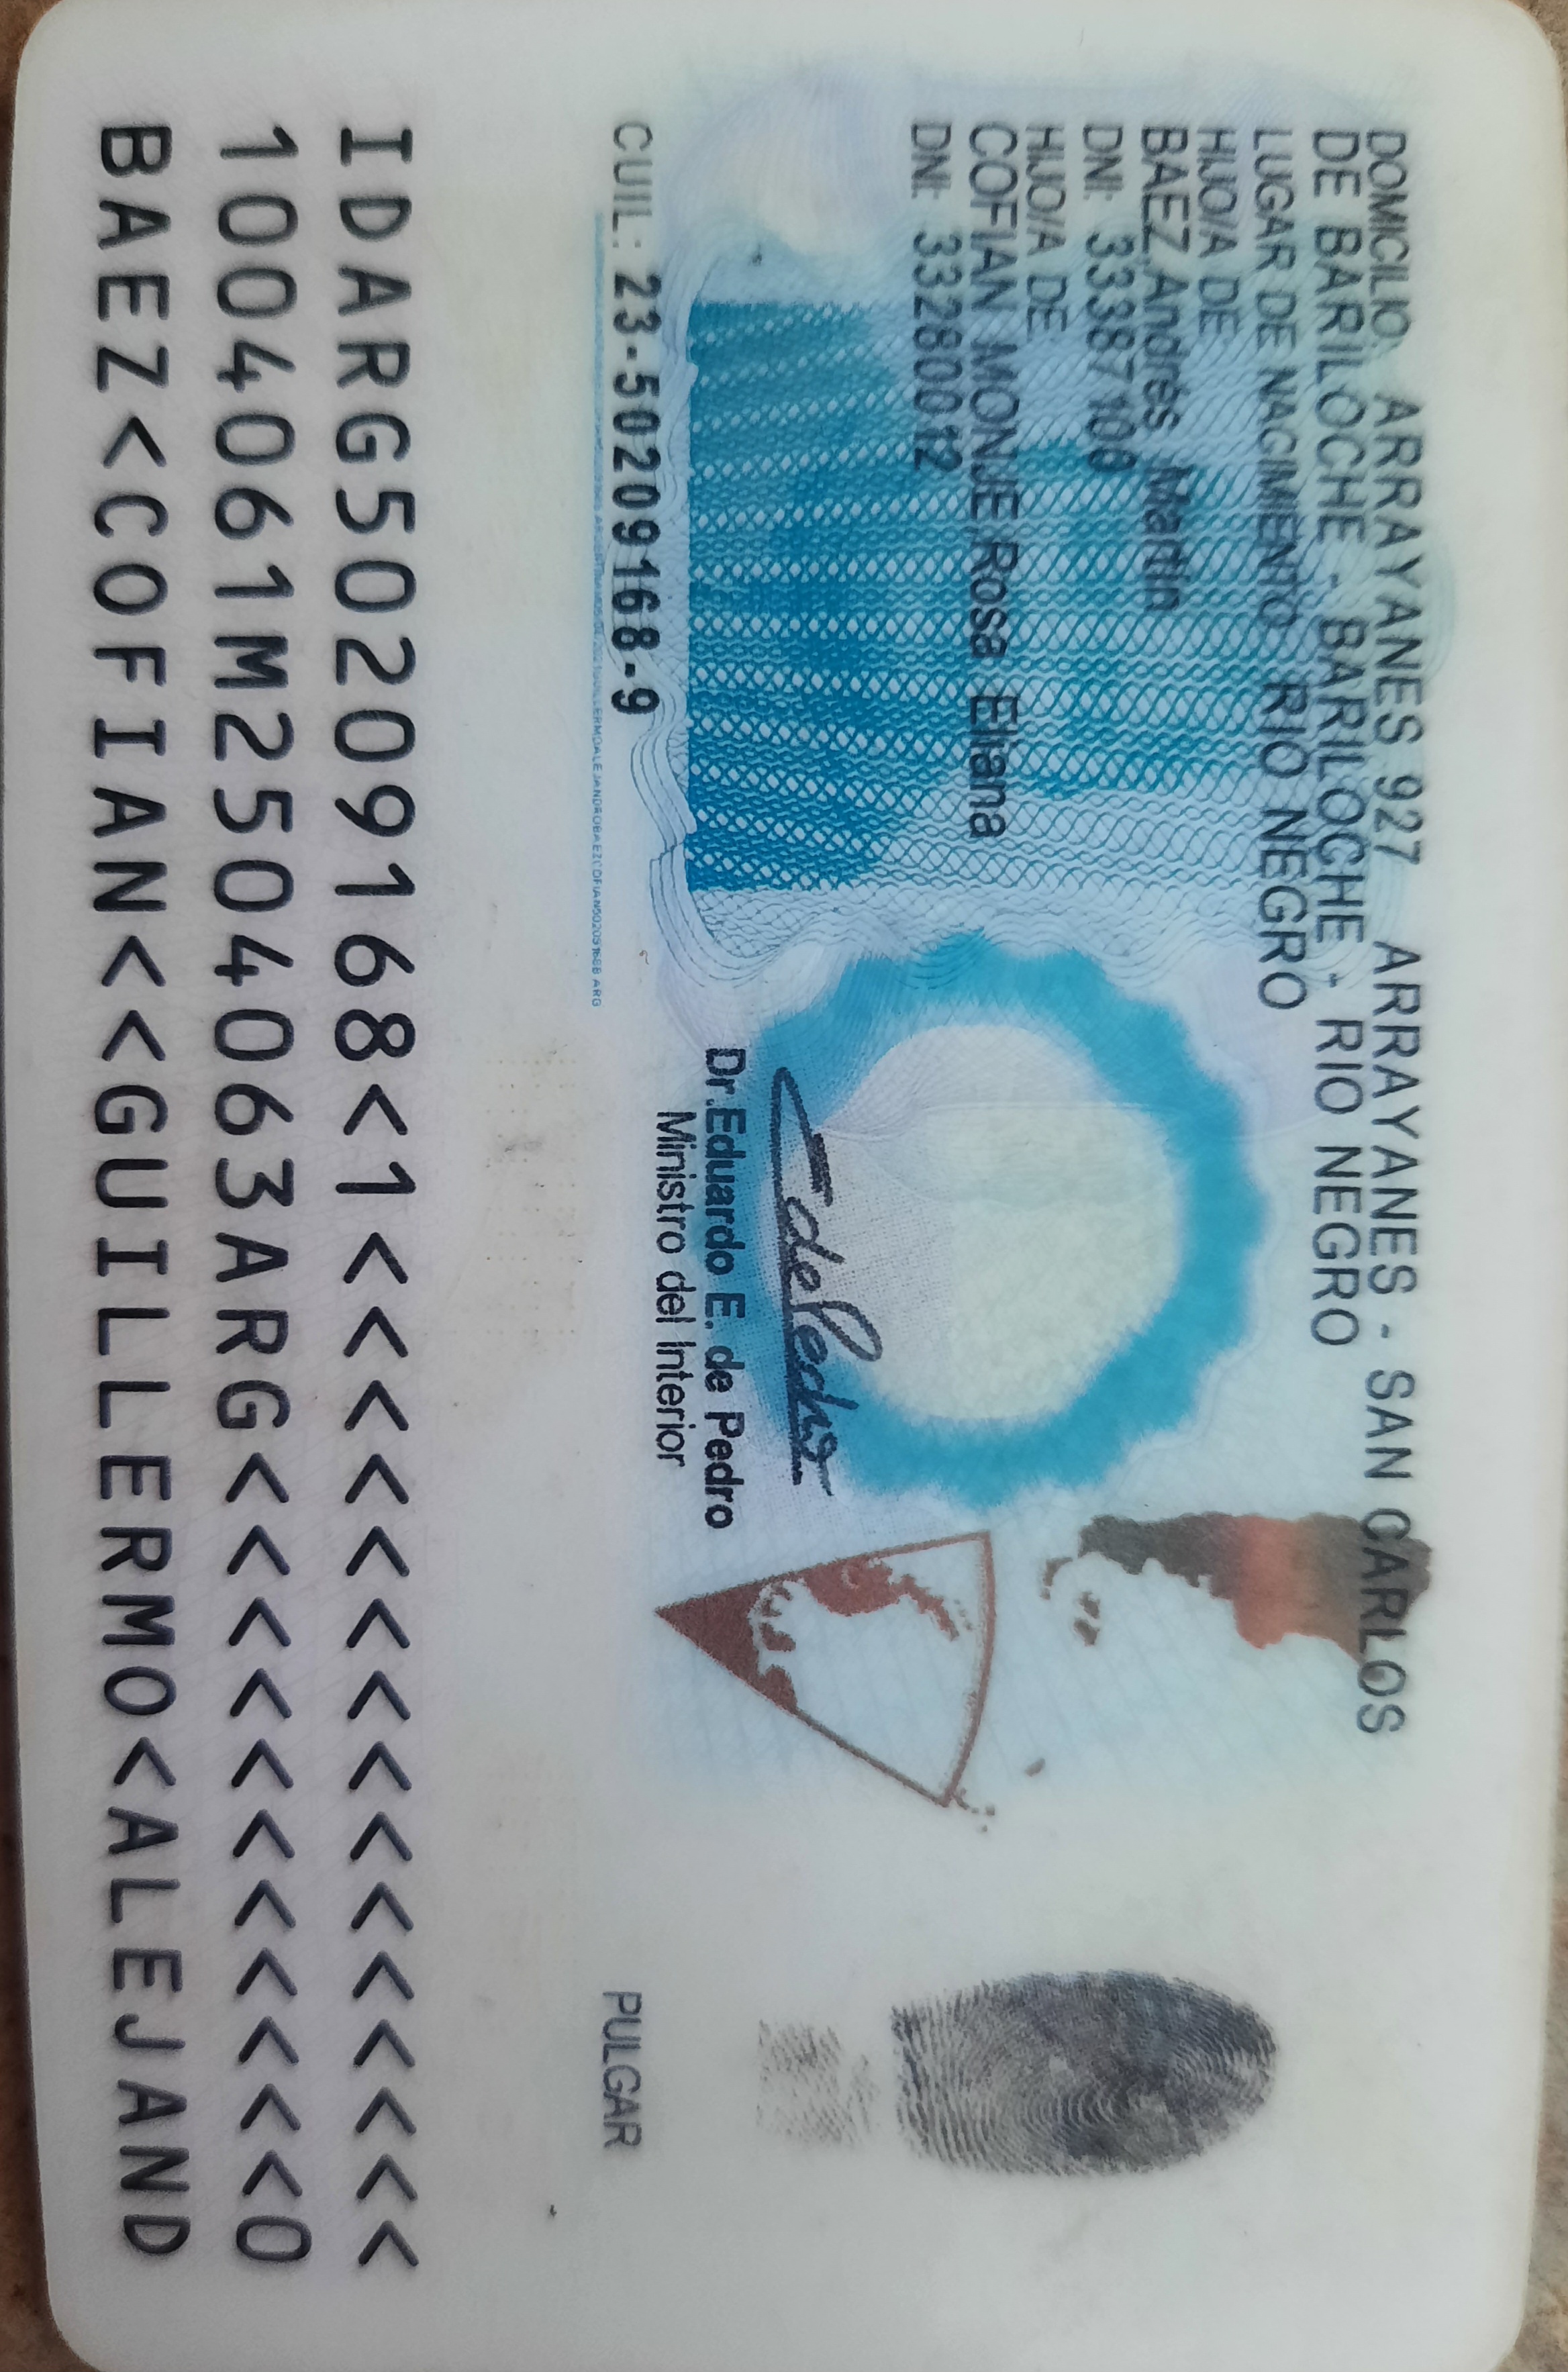 DOMICILIO: ARRAYANES 927 ARRAYANES - SAN CARLOS
DE BARILOCHE - BARILOCHE - RIO NEGRO
LUGAR DE NACIMIENTO: RIO NEGRO
HIJO/A DE
BAEZ, Andrés Martin
DNI: 33387100
HIJO/A DE
COFIAN MONJE, Rosa Eliana
DNI: 33280012
Dr. Eduardo E. de Pedro
Ministro del Interior
CUIL: 23-50209168-9
PULGAR
IDARG50209168<1<<<<<<<<<<<<<<<
1004061M2504063ARG<<<<<<<<<<<0
BAEZ<COFIAN<<GUILLERMO<ALEJAND